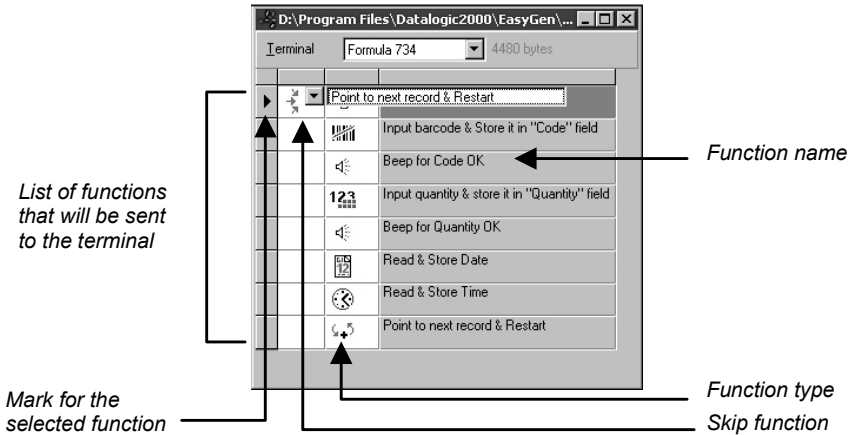 D:\Program Files\Datalogic2000\EasyGen\...
Terminal Formula 734 4480 bytes
Point to next record & Restart
Input barcode & Store it in "Code" field
Function name
Beep for Code OK
List of functions
that will be sent
to the terminal
123
Input quantity & store it in "Quantity" field
Beep for Quantity OK
12
Read & Store Date
Read & Store Time
Point to next record & Restart
Mark for the
selected function
Function type
Skip function